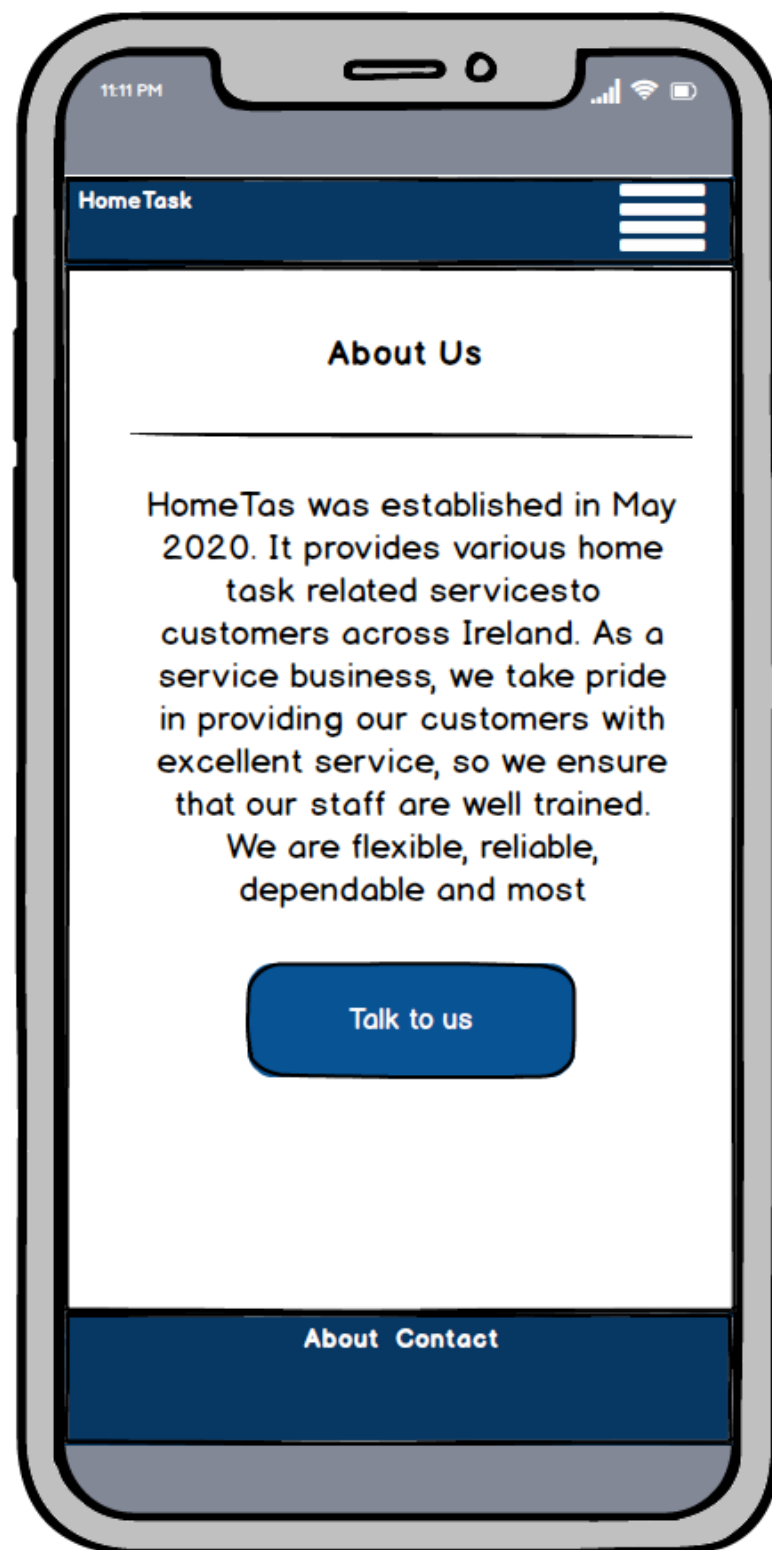 11:11 PM
HomeTask
About Us
HomeTas was established in May
2020. It provides various home
task related servicesto
customers across Ireland. As a
service business, we take pride
in providing our customers with
excellent service, so we ensure
that our staff are well trained.
We are flexible, reliable,
dependable and most
Talk to us
About Contact